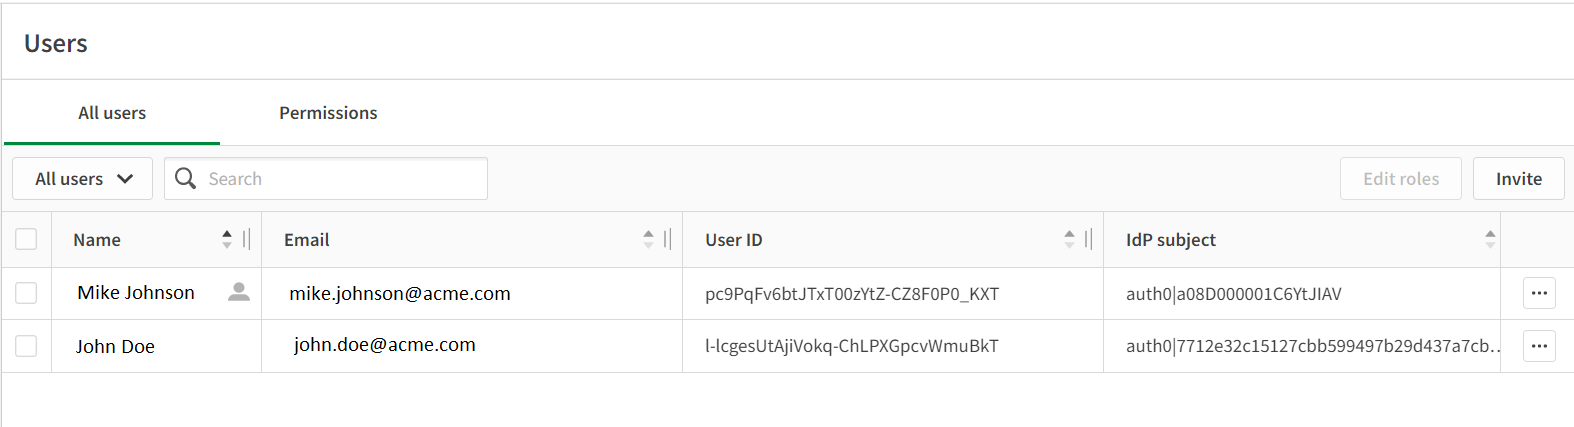 Users
All users Permissions
All users Search Edit roles Invite
Name Email User ID IdP subject
Mike Johnson mike.johnson@acme.com pc9PqFv6btJTxT00zYtZ-CZ8F0P0_KXT auth0|a08D000001C6YtJIAV
John Doe john.doe@acme.com l-lcgesUtAjiVokq-ChLPXGpcvWmuBkT auth0|7712e32c15127cbb599497b29d437a7cb...